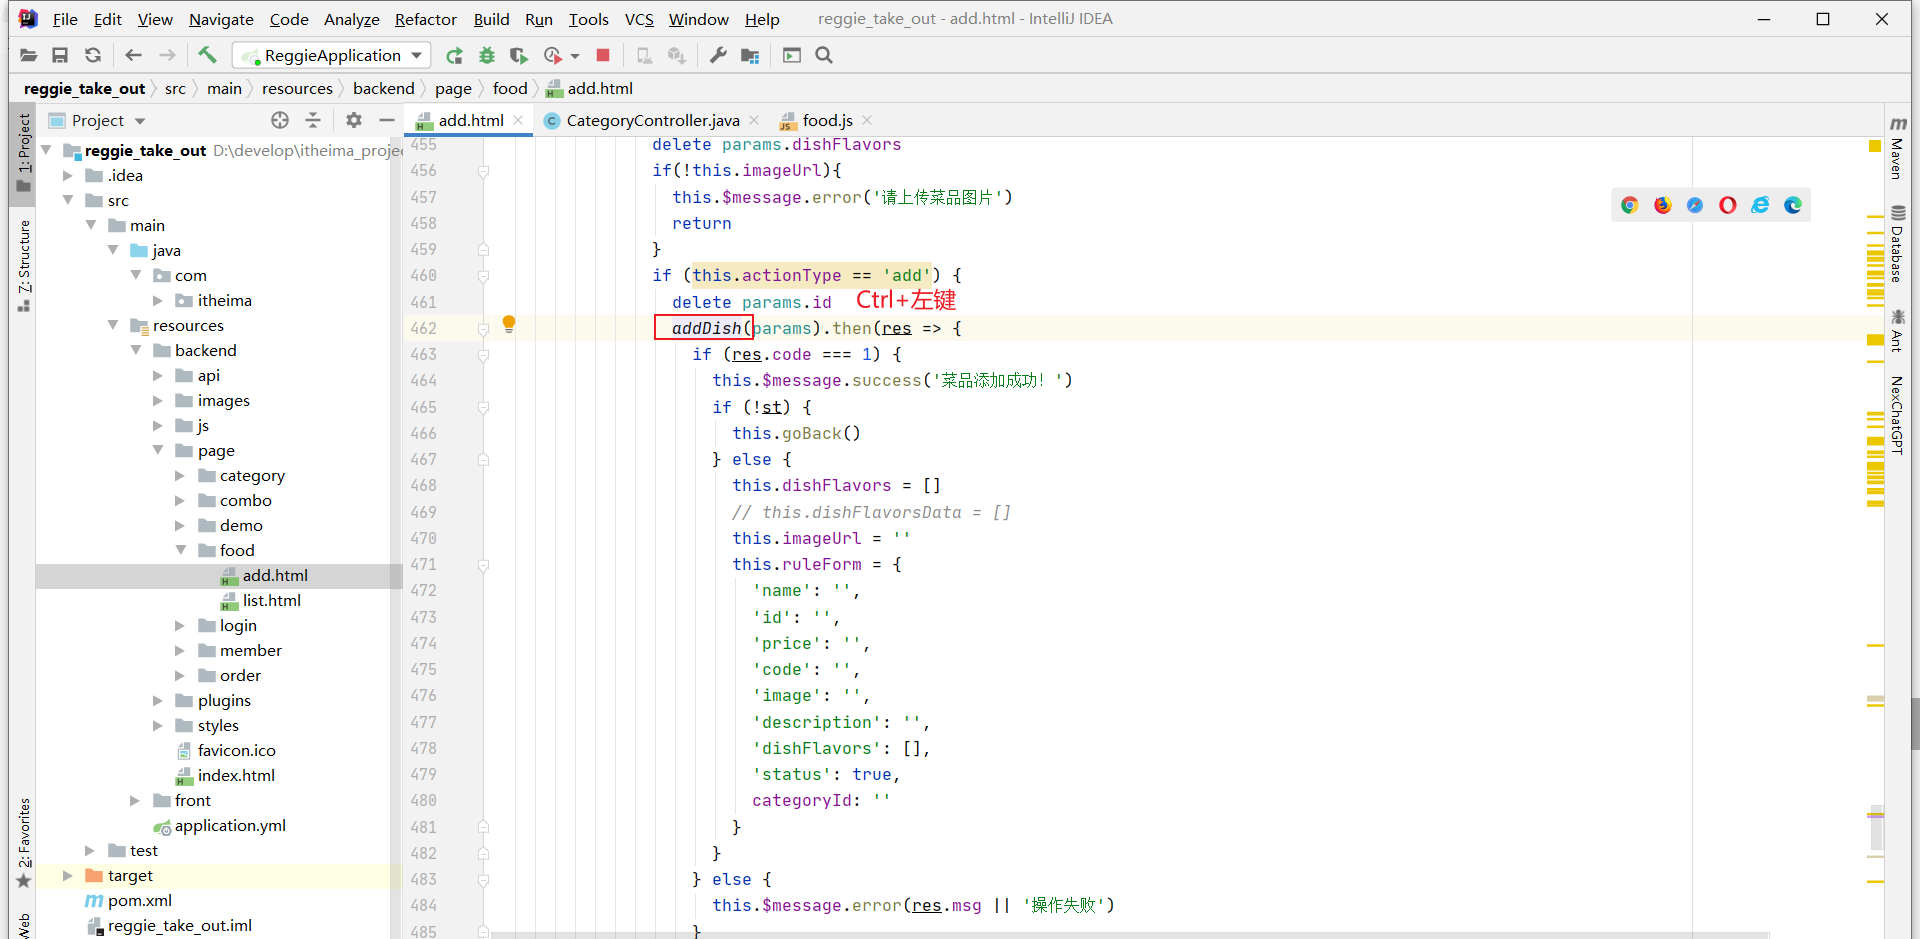 File Edit View Navigate Code Analyze Refactor Build Run Tools VCS Window Help reggie_take_out - add.html - IntelliJ IDEA
ReggieApplication
reggie_take_out src main resources backend page food add.html
Project
add.html CategoryController.java food.js
1: Project
7: Structure
2: Favorites
Web
reggie_take_out D:\develop\itheima_proje
.idea
src
main
java
com
itheima
resources
backend
api
images
js
page
category
combo
demo
food
add.html
list.html
login
member
order
plugins
styles
favicon.ico
index.html
front
application.yml
test
target
pom.xml
reggie_take_out.iml
455 delete params.dishFlavors
456 if(!this.imageUrl){
457 this.$message.error('请上传菜品图片')
458 return
459 }
460 if (this.actionType == 'add') {
461 delete params.id Ctrl+左键
462 addDish(params).then(res => {
463 if (res.code === 1) {
464 this.$message.success('菜品添加成功！')
465 if (!st) {
466 this.goBack()
467 } else {
468 this.dishFlavors = []
469 // this.dishFlavorsData = []
470 this.imageUrl = ''
471 this.ruleForm = {
472 'name': '',
473 'id': '',
474 'price': '',
475 'code': '',
476 'image': '',
477 'description': '',
478 'dishFlavors': [],
479 'status': true,
480 categoryId: ''
481 }
482 }
483 } else {
484 this.$message.error(res.msg || '操作失败')
485 }
Maven
Database
Ant
NexChatGPT